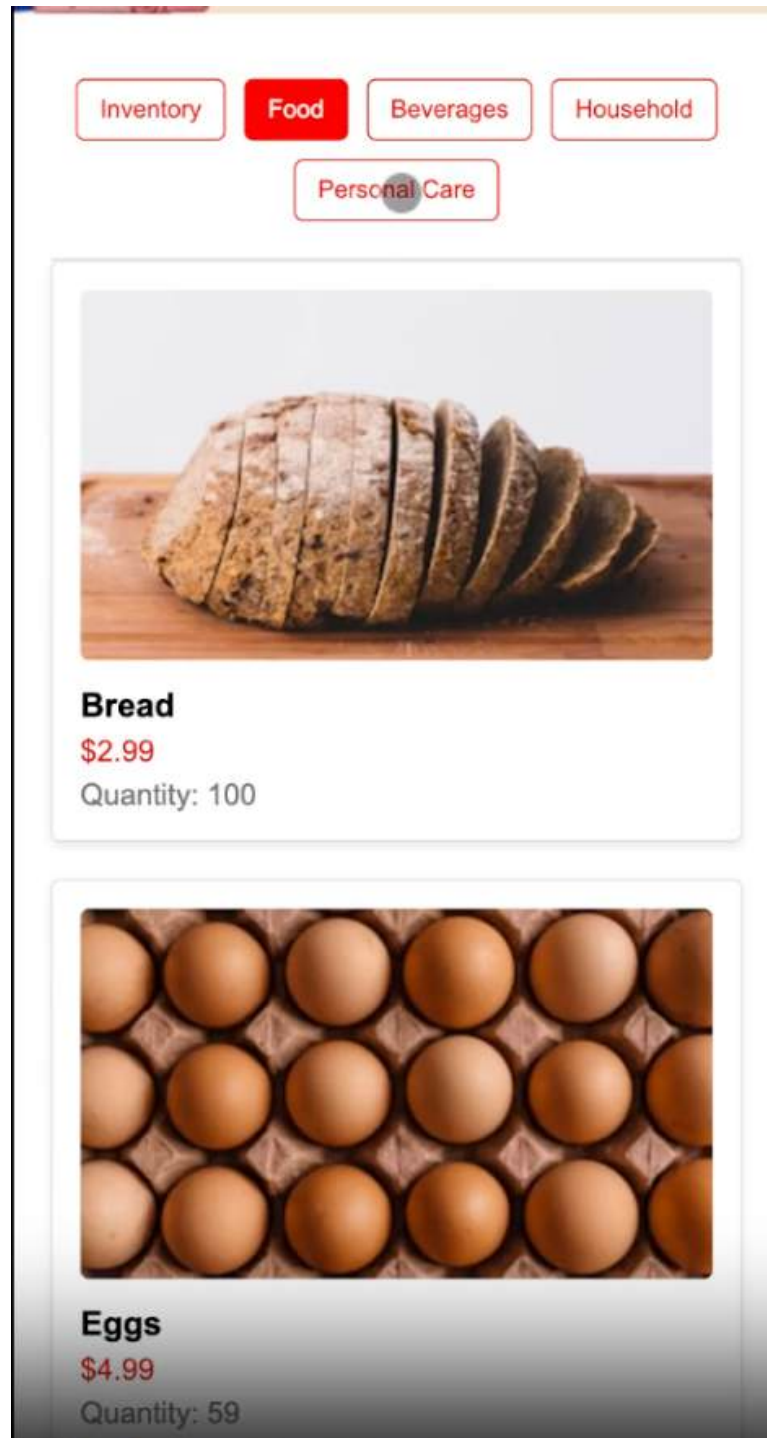 Inventory Food Beverages Household
Personal Care
Bread
$2.99
Quantity: 100
Eggs
$4.99
Quantity: 59